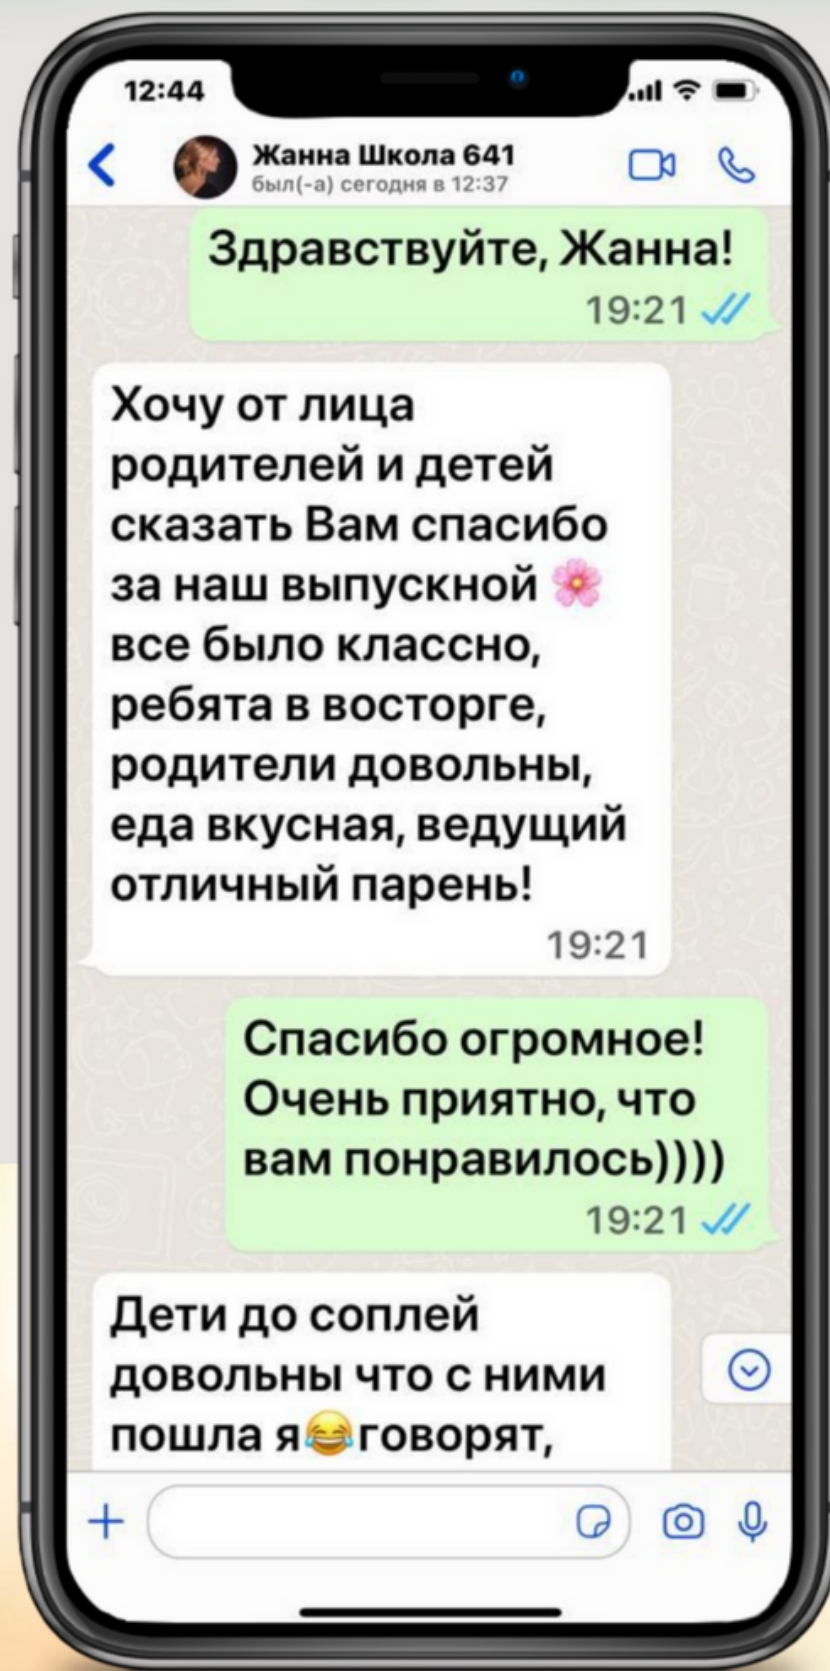 12:44
Жанна Школа 641
был(-а) сегодня в 12:37
Здравствуйте, Жанна!
19:21
Хочу от лица
родителей и детей
сказать Вам спасибо
за наш выпускной 🌸
все было классно,
ребята в восторге,
родители довольны,
еда вкусная, ведущий
отличный парень!
19:21
Спасибо огромное!
Очень приятно, что
вам понравилось))))
19:21
Дети до соплей
довольны что с ними
пошла я😂говорят,